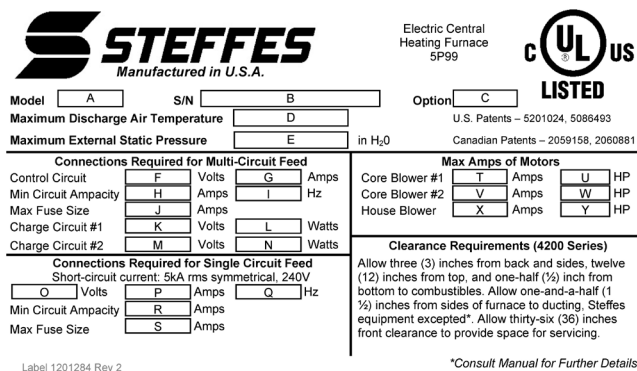 STEFFES
Manufactured in U.S.A.
Electric Central
Heating Furnace
5P99
C UL US
®
LISTED
Model A S/N B Option C
Maximum Discharge Air Temperature D U.S. Patents – 5201024, 5086493
Maximum External Static Pressure E in H20 Canadian Patents – 2059158, 2060881
Connections Required for Multi-Circuit Feed
Control Circuit F Volts G Amps
Min Circuit Ampacity H Amps I Hz
Max Fuse Size J Amps
Charge Circuit #1 K Volts L Watts
Charge Circuit #2 M Volts N Watts
Connections Required for Single Circuit Feed
Short-circuit current: 5kA rms symmetrical, 240V
O Volts P Amps Q Hz
Min Circuit Ampacity R Amps
Max Fuse Size S Amps
Max Amps of Motors
Core Blower #1 T Amps U HP
Core Blower #2 V Amps W HP
House Blower X Amps Y HP
Clearance Requirements (4200 Series)
Allow three (3) inches from back and sides, twelve
(12) inches from top, and one-half (½) inch from
bottom to combustibles. Allow one-and-a-half (1
½) inches from sides of furnace to ducting, Steffes
equipment excepted*. Allow thirty-six (36) inches
front clearance to provide space for servicing.
Label 1201284 Rev 2
*Consult Manual for Further Details